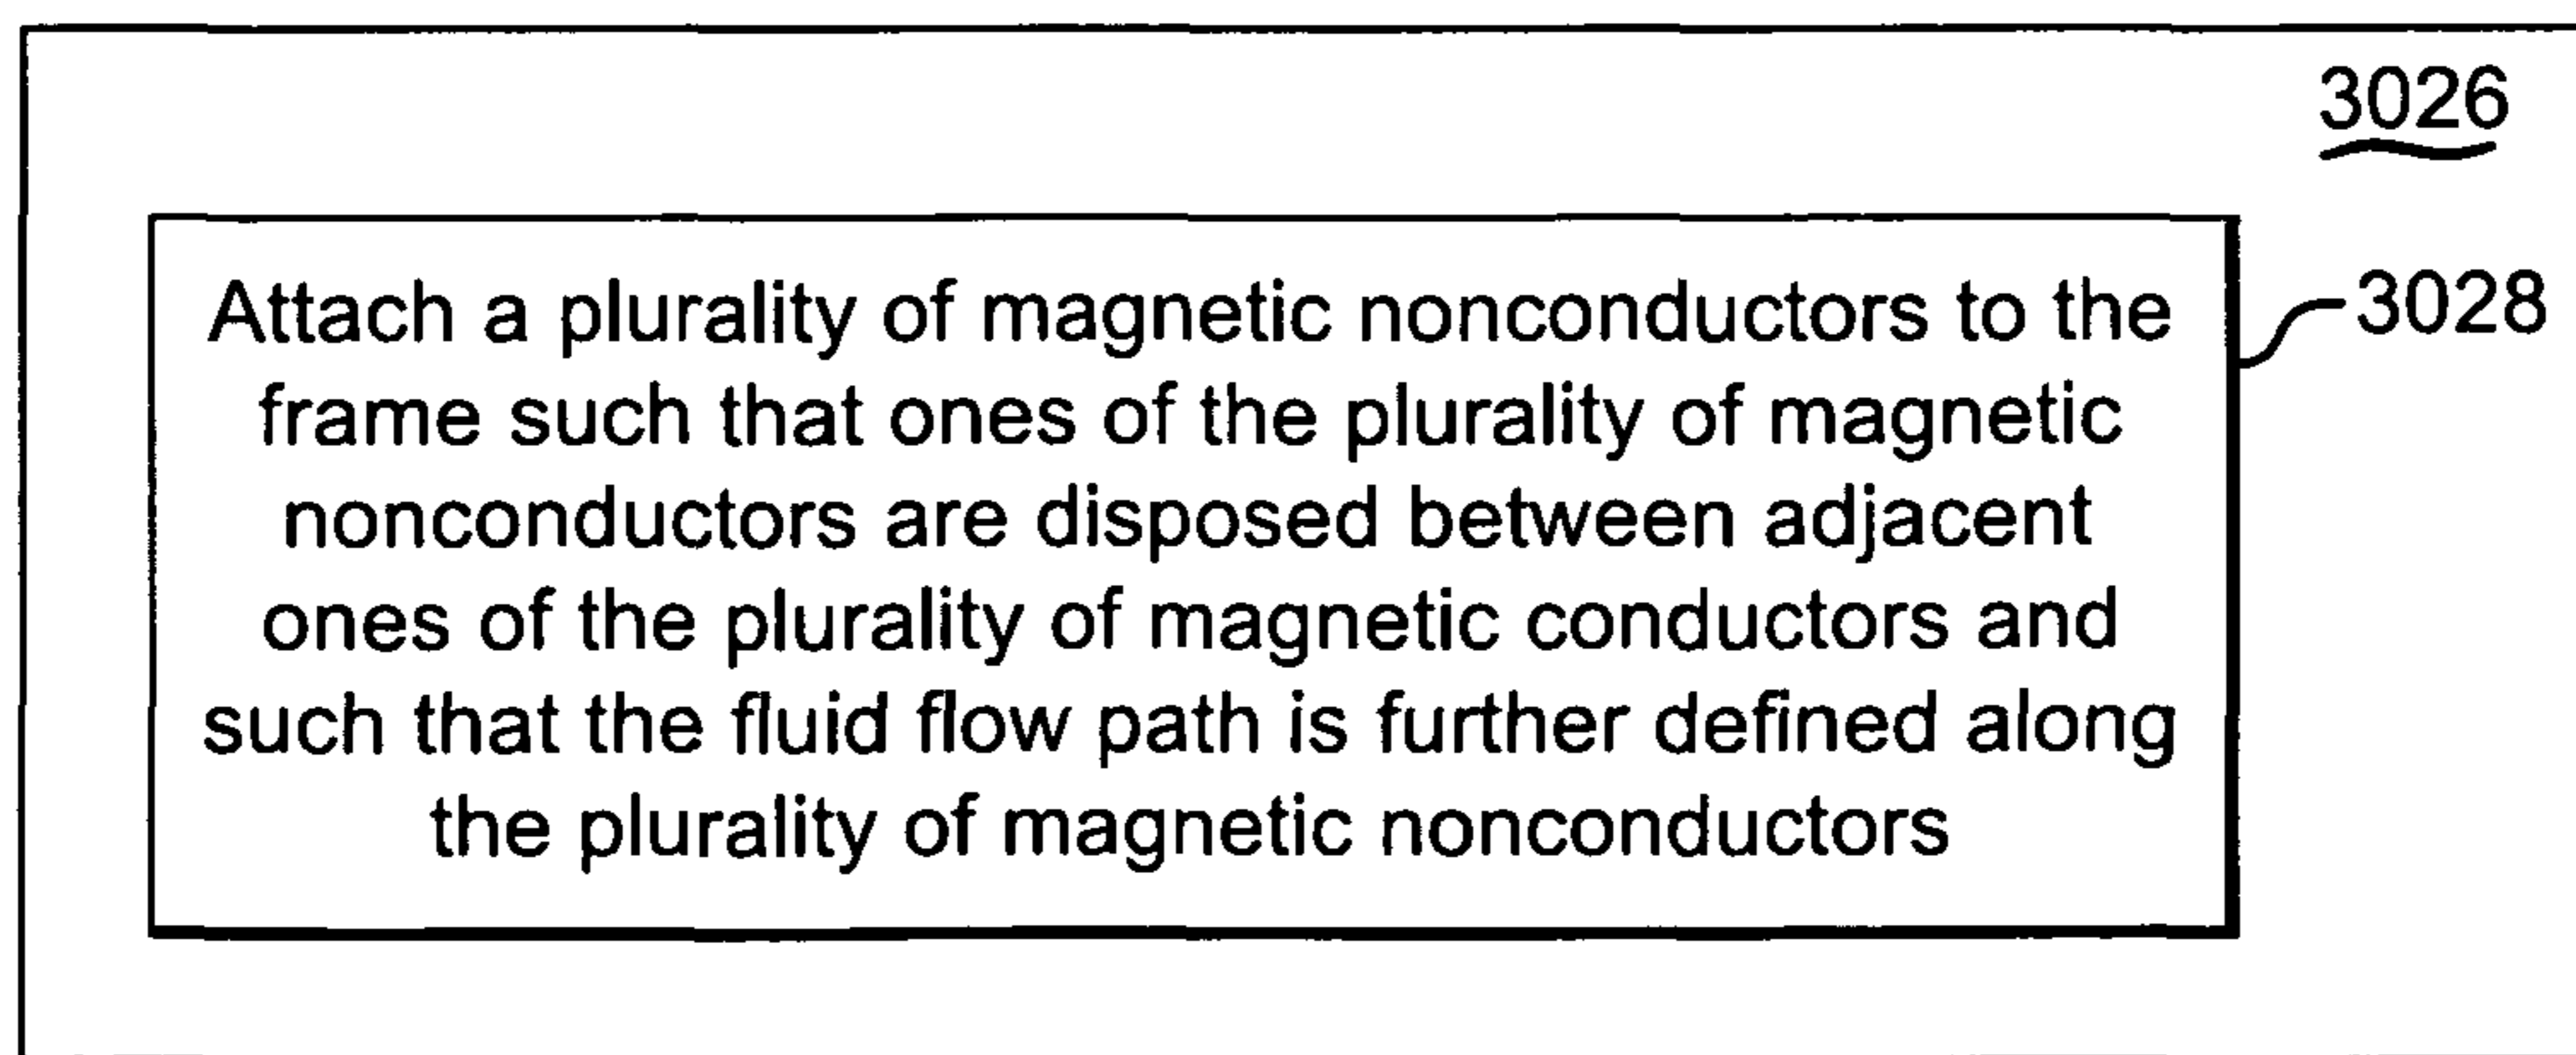 3026
Attach a plurality of magnetic nonconductors to the
frame such that ones of the plurality of magnetic
nonconductors are disposed between adjacent
ones of the plurality of magnetic conductors and
such that the fluid flow path is further defined along
the plurality of magnetic nonconductors
3028